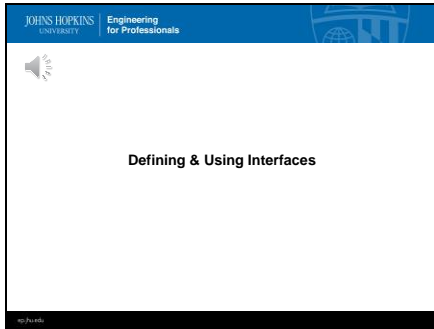 JOHNS HOPKINS
UNIVERSITY
Engineering
for Professionals
Defining & Using Interfaces
ep.jhu.edu